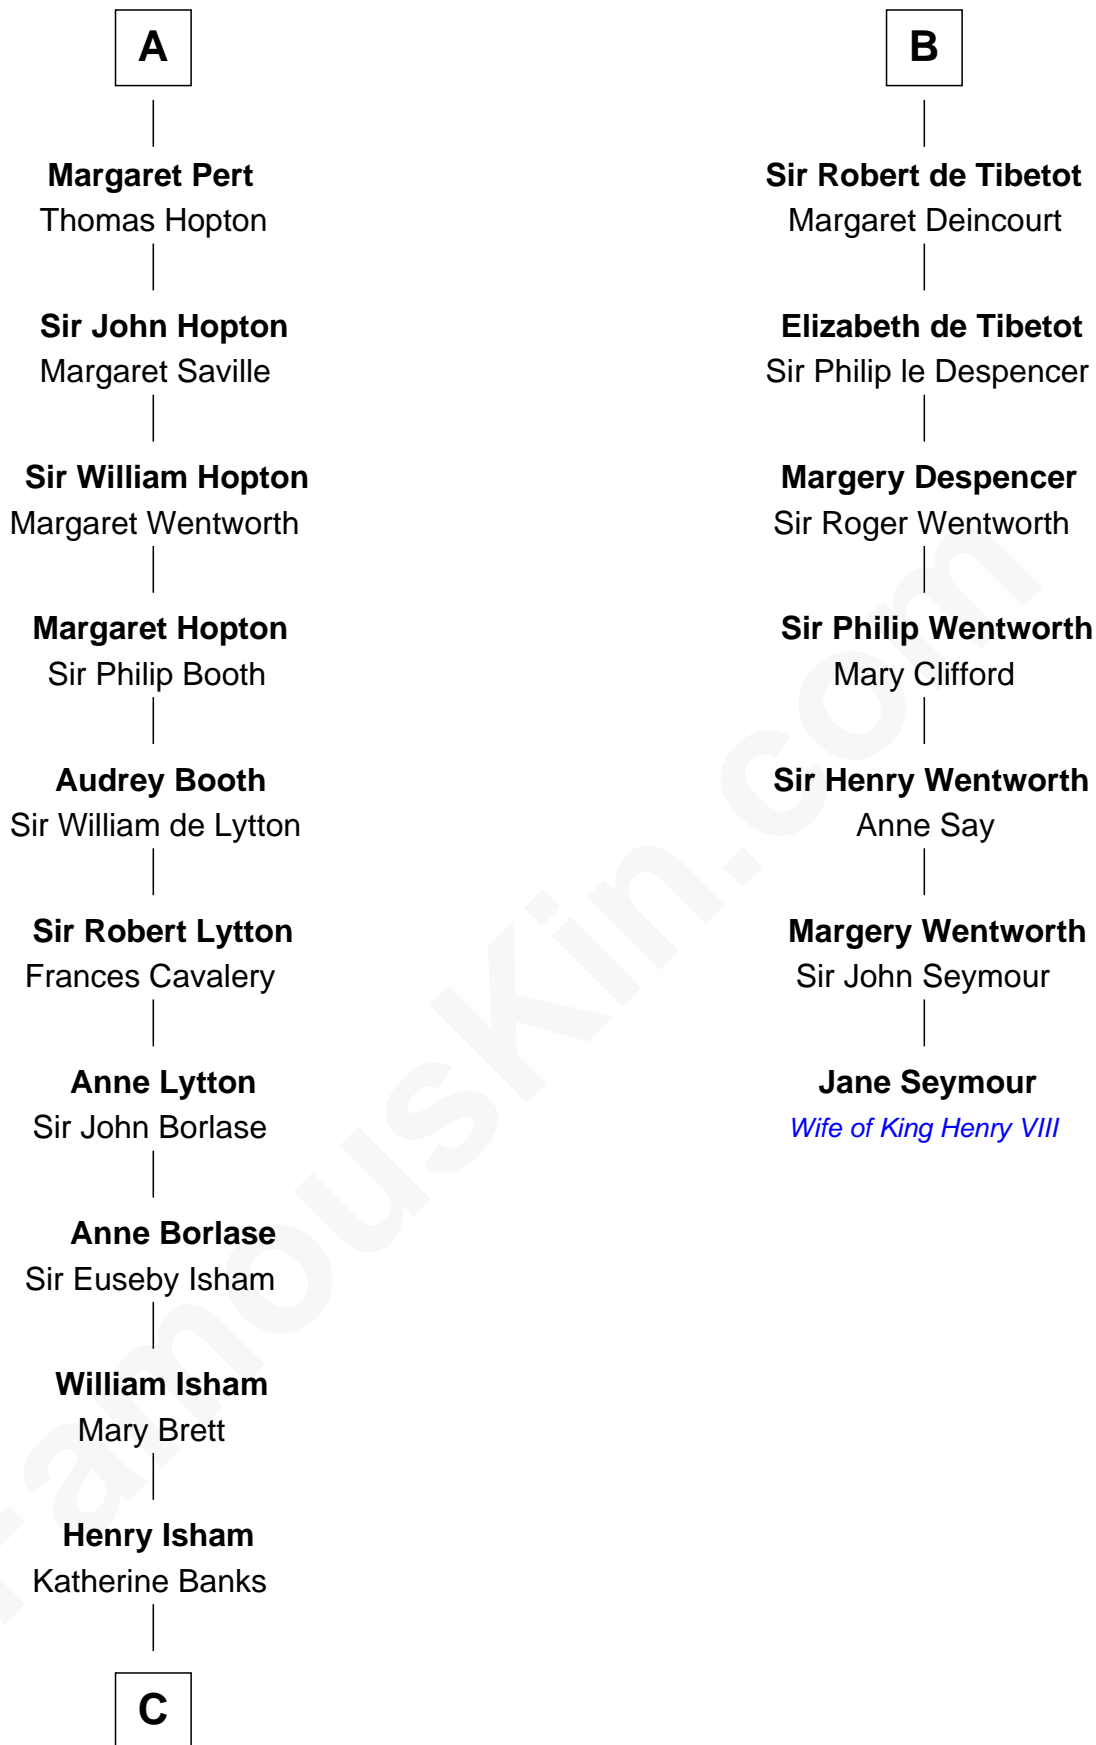 A
Margaret Pert
Thomas Hopton
Sir John Hopton
Margaret Saville
Sir William Hopton
Margaret Wentworth
Margaret Hopton
Sir Philip Booth
Audrey Booth
Sir William de Lytton
Sir Robert Lytton
Frances Cavalery
Anne Lytton
Sir John Borlase
Anne Borlase
Sir Euseby Isham
William Isham
Mary Brett
Henry Isham
Katherine Banks
C
B
Sir Robert de Tibetot
Margaret Deincourt
Elizabeth de Tibetot
Sir Philip le Despencer
Margery Despencer
Sir Roger Wentworth
Sir Philip Wentworth
Mary Clifford
Sir Henry Wentworth
Anne Say
Margery Wentworth
Sir John Seymour
Jane Seymour
Wife of King Henry VIII
FamousKin.com